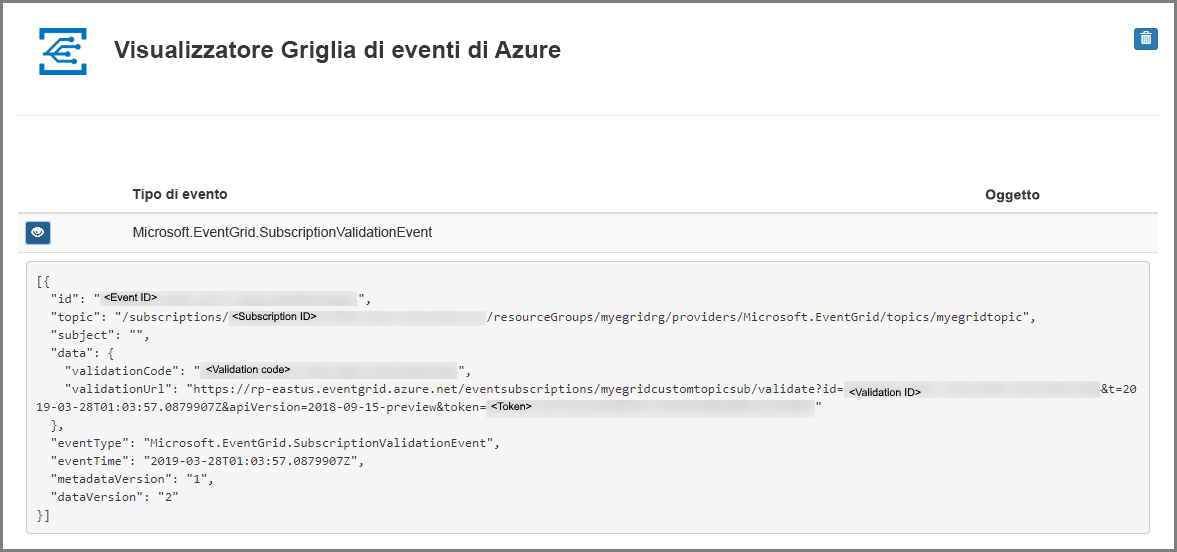 Visualizzatore Griglia di eventi di Azure
Tipo di evento Oggetto
Microsoft.EventGrid.SubscriptionValidationEvent
[{
"id": "<Event ID>",
"topic": "/subscriptions/<Subscription ID>/resourceGroups/myegridrg/providers/Microsoft.EventGrid/topics/myegridtopic",
"subject": "",
"data": {
"validationCode": "<Validation code>",
"validationUrl": "https://rp-eastus.eventgrid.azure.net/eventsubscriptions/myegridcustomtopicsub/validate?id=<Validation ID>&t=20
19-03-28T01:03:57.0879907Z&apiVersion=2018-09-15-preview&token=<Token>"
},
"eventType": "Microsoft.EventGrid.SubscriptionValidationEvent",
"eventTime": "2019-03-28T01:03:57.0879907Z",
"metadataVersion": "1",
"dataVersion": "2"
}]